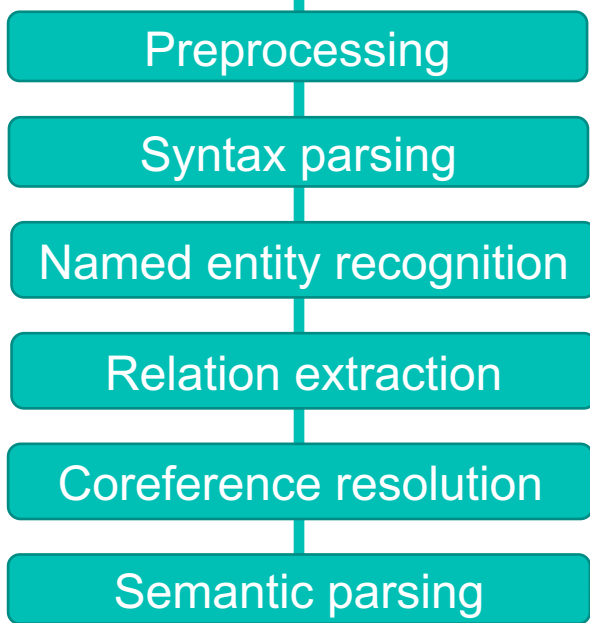 Preprocessing
Syntax parsing
Named entity recognition
Relation extraction
Coreference resolution
Semantic parsing